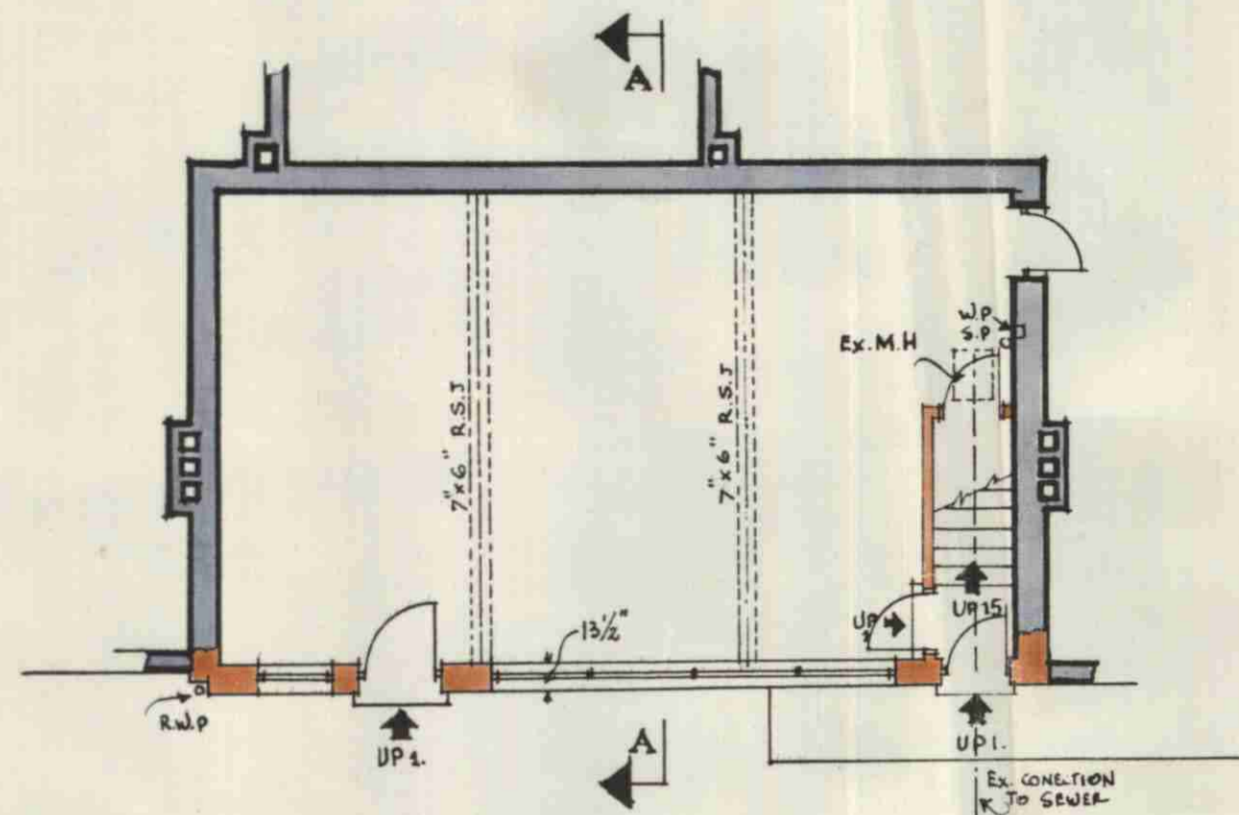 A
W.P
S.P
Ex. M.H
7"x6" R.S.J
7"x6" R.S.J
UP 15
UP
13½"
R.W.P
UP 1.
A
UP 1.
Ex. CONECTION
TO SEWER